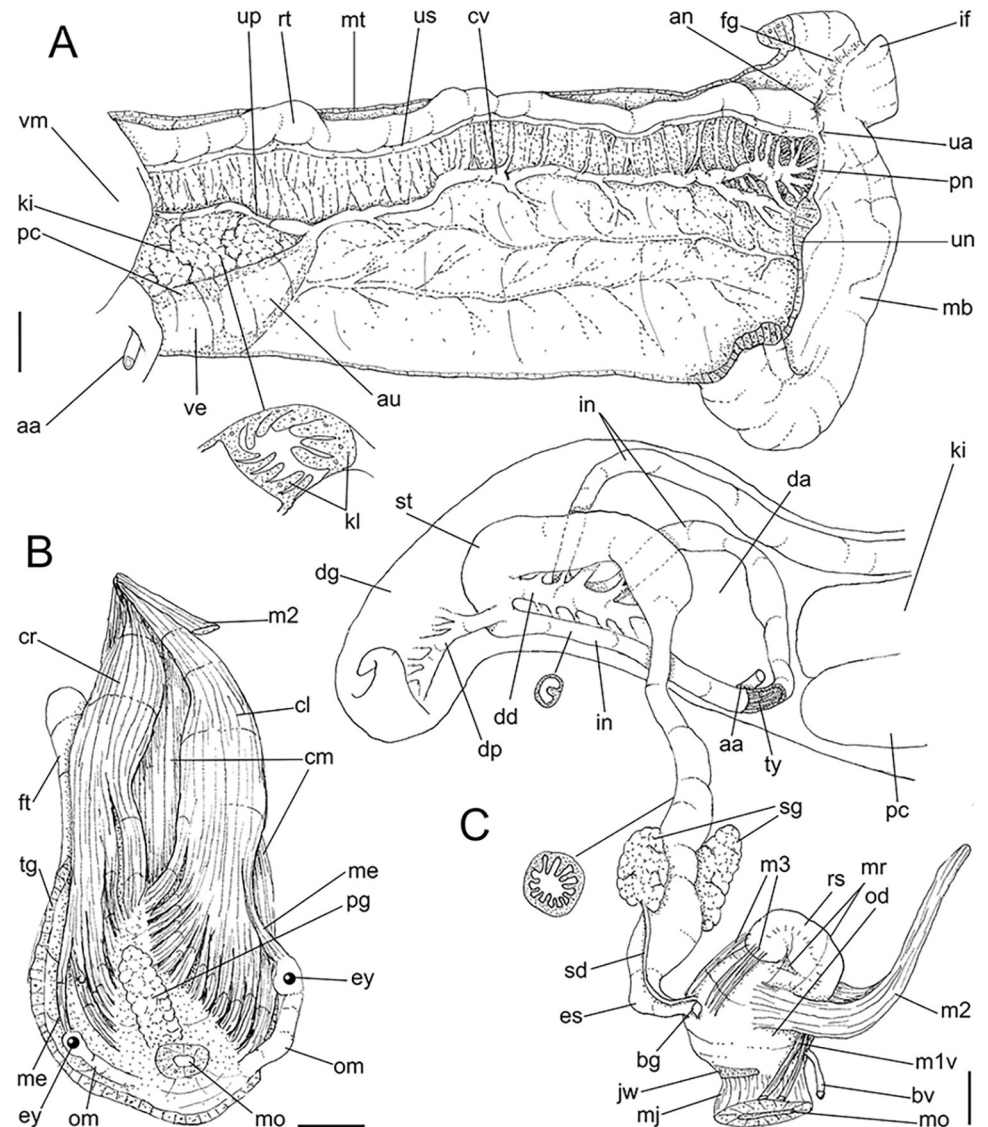 A
up rt mt us cv an fg if
vm
ki
pc
aa
ve
au
kl
ua
pn
un
mb
B
cr
m2
cl
cm
ft
tg
me
pg
ey
me
ey
om
mo
om
in
ki
da
st
dg
dd
in
dp
aa
ty
pc
C
sg
m3
rs
mr
od
sd
es
bg
m2
m1v
jw
mj
bv
mo